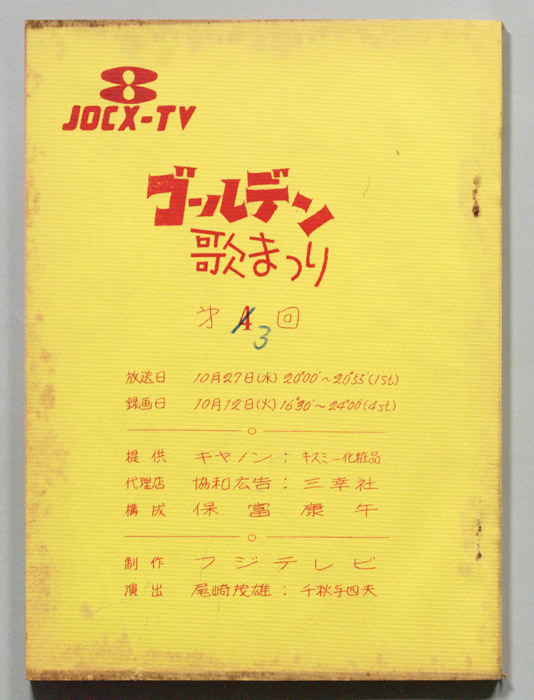 8
JOCX-TV
ゴールデン
歌まつり
第4 3回
放送日 10月27日(水) 20°00'～20°55'(1st)
録画日 10月12日(火) 16°30'～24°00'(4st)
提供 キヤノン : キスミー化粧品
代理店 協和広告 : 三幸社
構成 保富康午
制作 フジテレビ
演出 尾崎茂雄 : 千秋与四夫